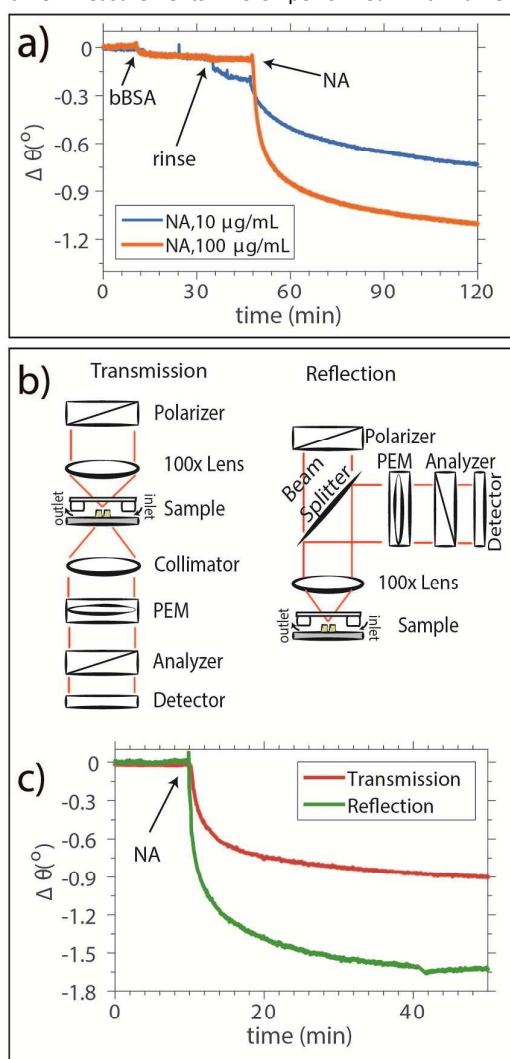 a)
0
-0.3
-0.6
-0.9
-1.2
Δ θ(°)
bBSA
rinse
NA
NA,10 µg/mL
NA,100 µg/mL
0 30 60 90 120
time (min)
b)
Transmission
Polarizer
100x Lens
outlet
inlet
Sample
Collimator
PEM
Analyzer
Detector
Reflection
Polarizer
Beam
Splitter
PEM
Analyzer
Detector
100x Lens
outlet
inlet
Sample
c)
0
-0.3
-0.6
-0.9
-1.2
-1.5
-1.8
Δ θ(°)
NA
Transmission
Reflection
0 20 40
time (min)